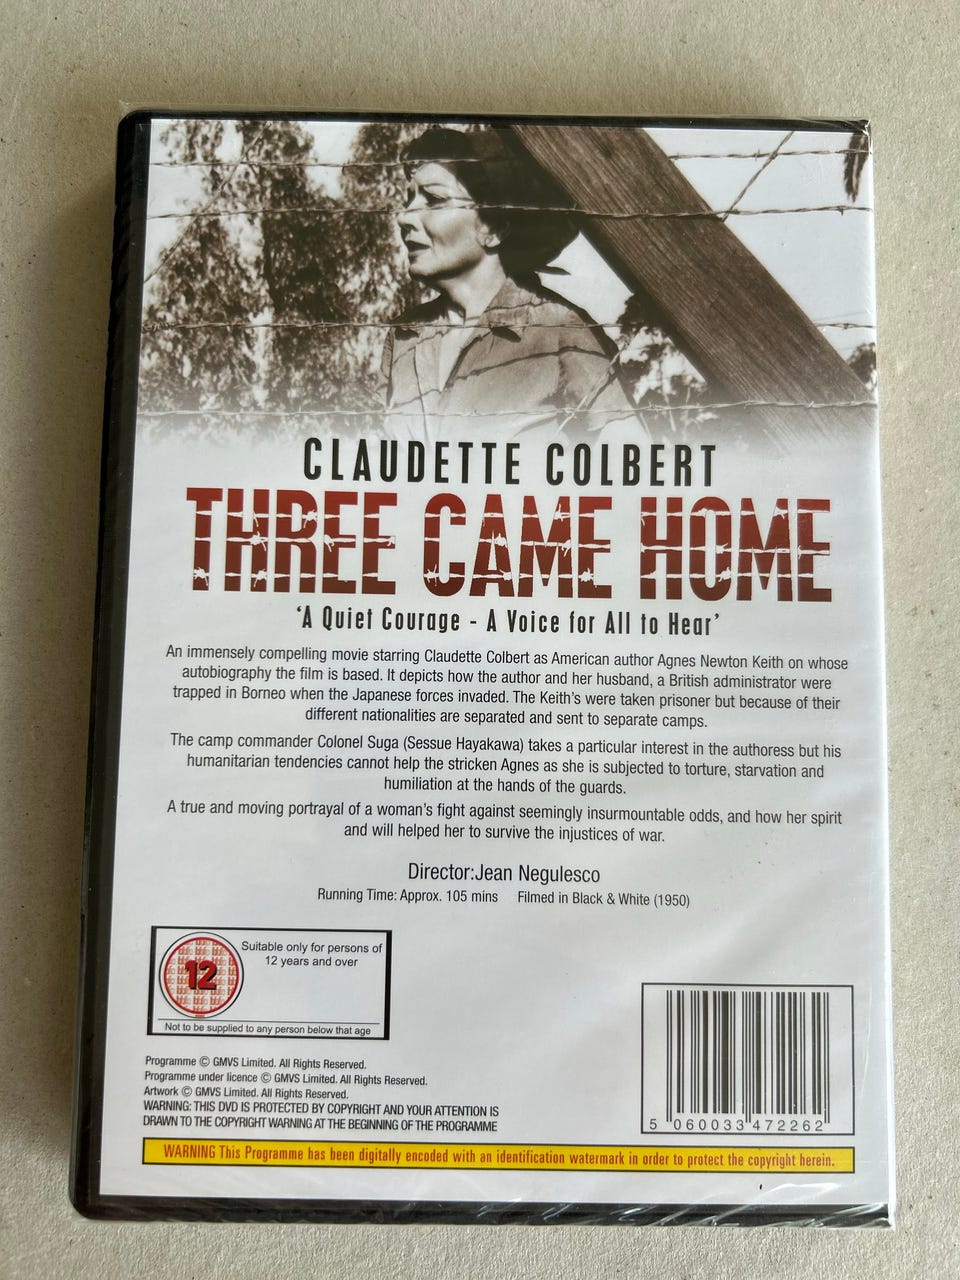 CLAUDETTE COLBERT
THREE CAME HOME
‘A Quiet Courage - A Voice for All to Hear’
An immensely compelling movie starring Claudette Colbert as American author Agnes Newton Keith on whose
autobiography the film is based. It depicts how the author and her husband, a British administrator were
trapped in Borneo when the Japanese forces invaded. The Keith's were taken prisoner but because of their
different nationalities are separated and sent to separate camps.
The camp commander Colonel Suga (Sessue Hayakawa) takes a particular interest in the authoress but his
humanitarian tendencies cannot help the stricken Agnes as she is subjected to torture, starvation and
humiliation at the hands of the guards.
A true and moving portrayal of a woman's fight against seemingly insurmountable odds, and how her spirit
and will helped her to survive the injustices of war.
Director:Jean Negulesco
Running Time: Approx. 105 mins Filmed in Black & White (1950)
12
Suitable only for persons of
12 years and over
Not to be supplied to any person below that age
Programme © GMVS Limited. All Rights Reserved.
Programme under licence © GMVS Limited. All Rights Reserved.
Artwork © GMVS Limited. All Rights Reserved.
WARNING: THIS DVD IS PROTECTED BY COPYRIGHT AND YOUR ATTENTION IS
DRAWN TO THE COPYRIGHT WARNING AT THE BEGINNING OF THE PROGRAMME
5 060033 472262
WARNING This Programme has been digitally encoded with an identification watermark in order to protect the copyright herein.